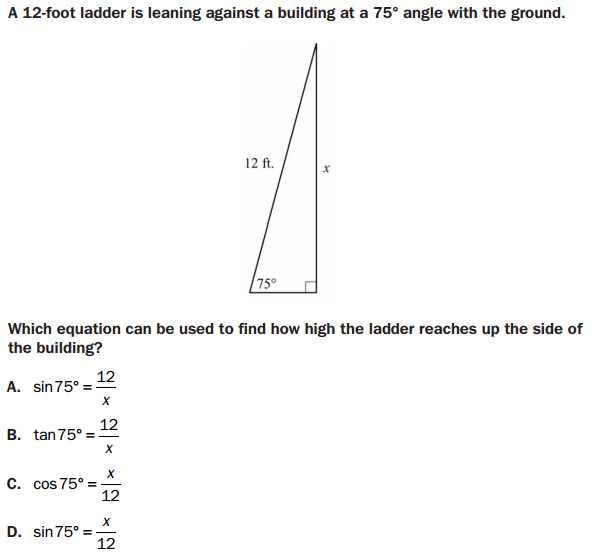 A 12-foot ladder is leaning against a building at a 75° angle with the ground.
12 ft.
x
75°
Which equation can be used to find how high the ladder reaches up the side of
the building?
A. sin 75° = 12/x
B. tan 75° = 12/x
C. cos 75° = x/12
D. sin 75° = x/12